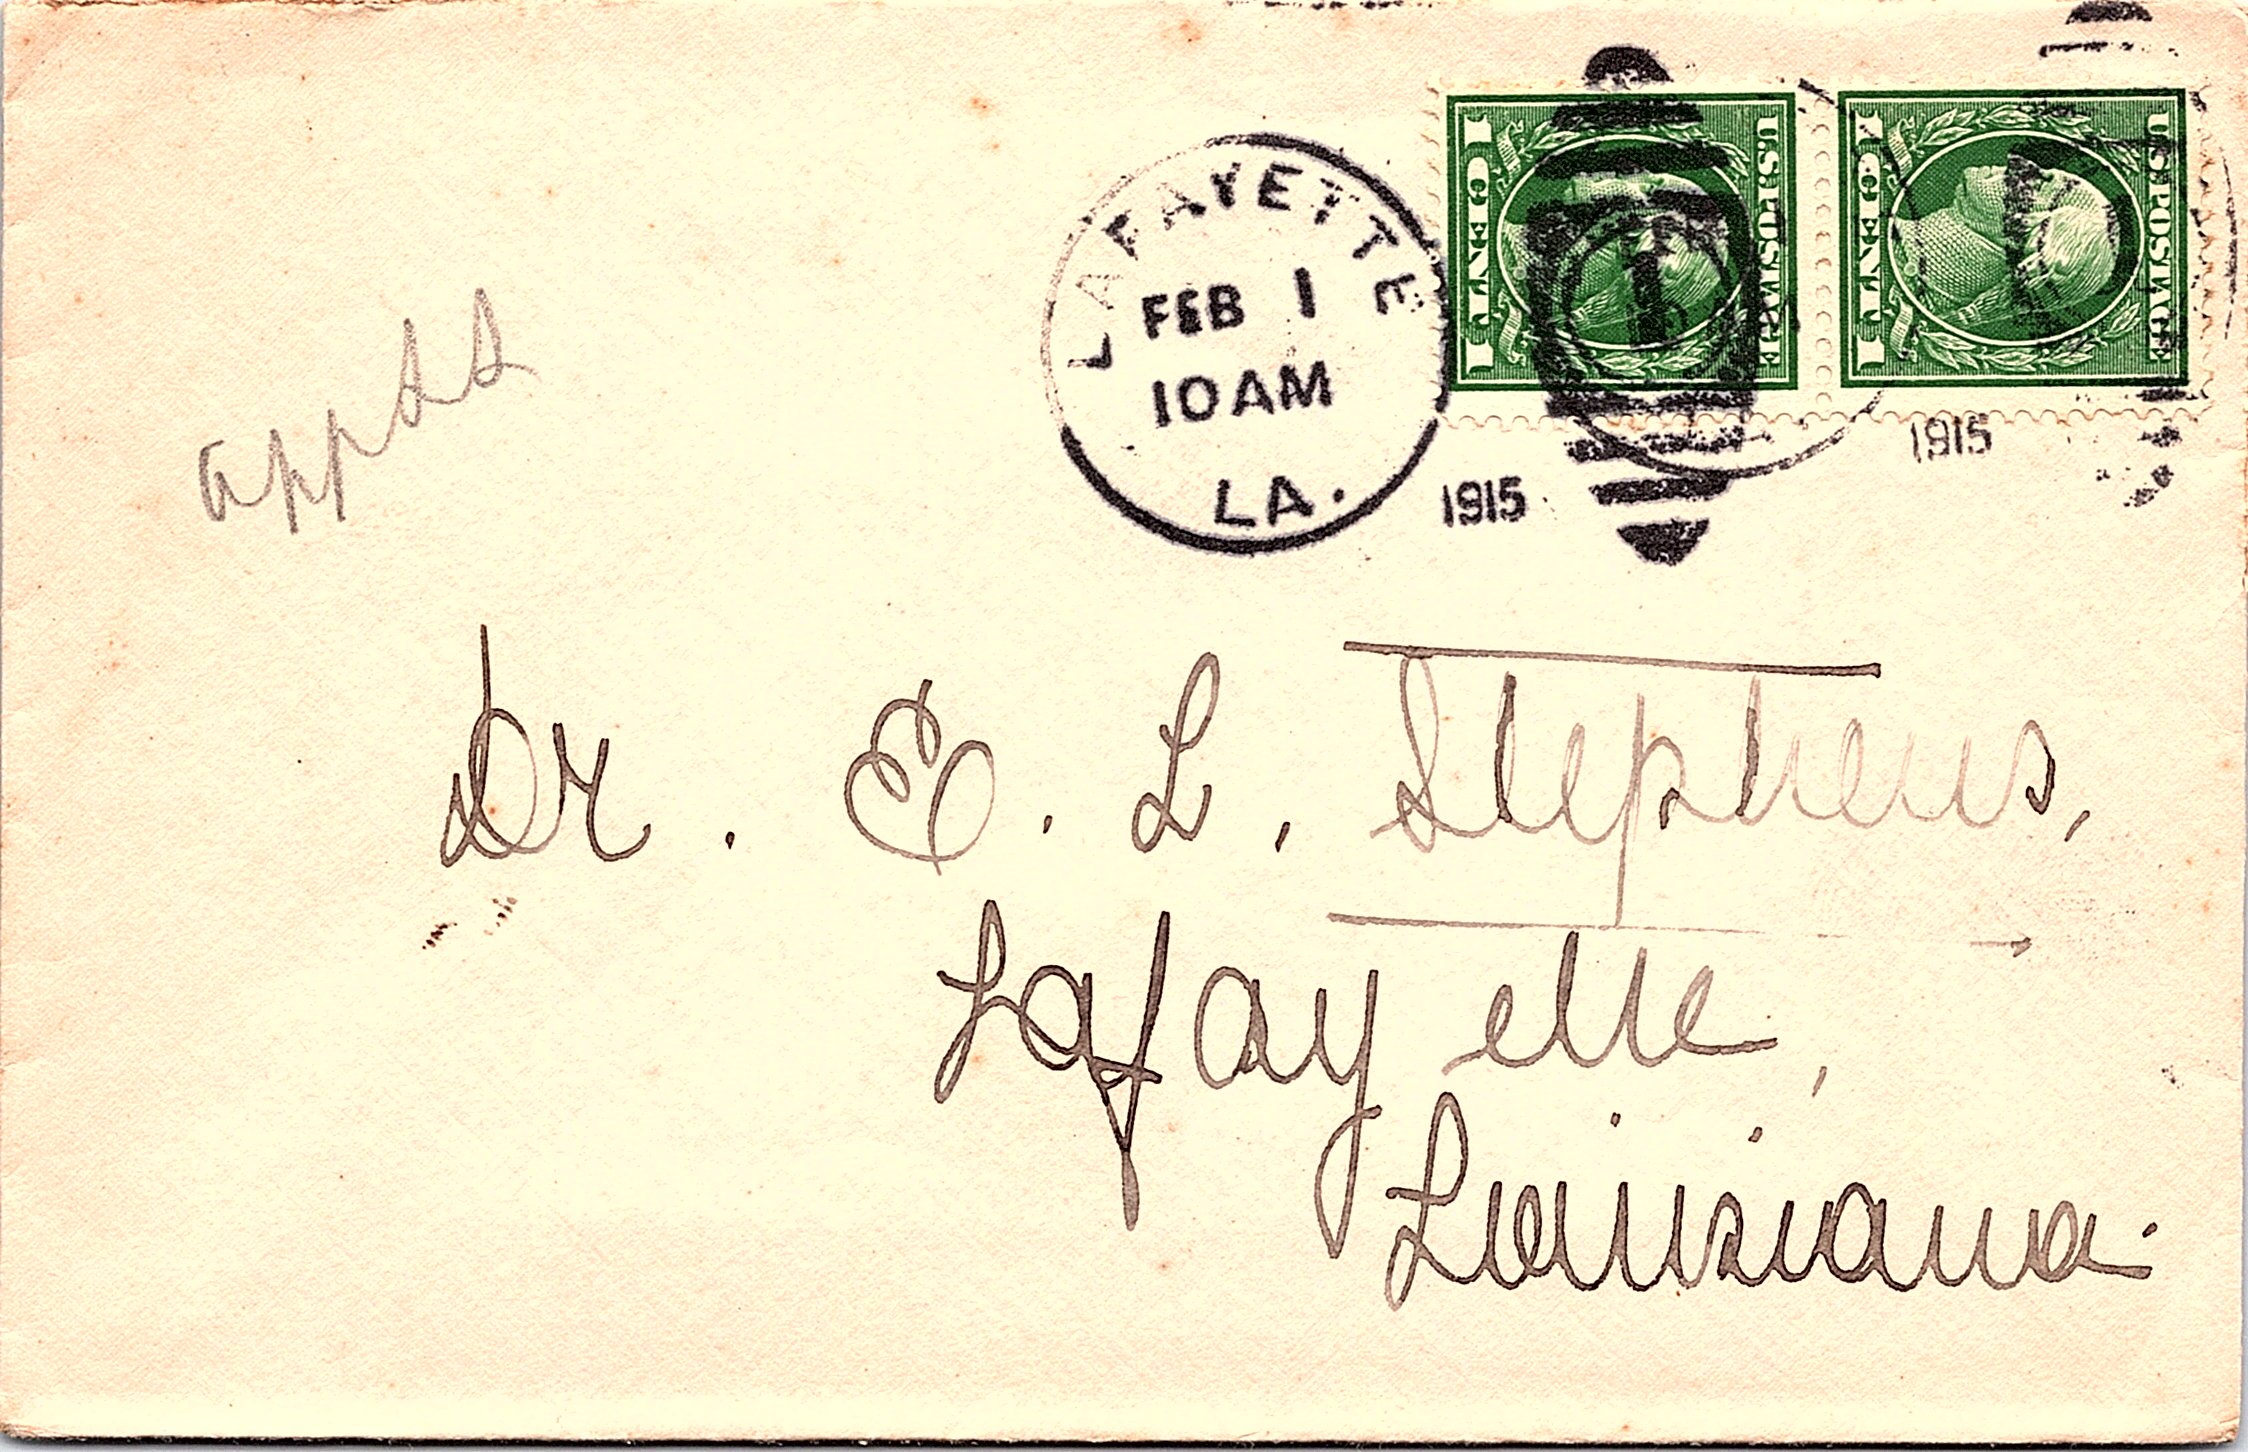 LAFAYETTE
FEB 1
10 AM
LA.
1915
1915
U.S. POSTAGE
1 CENT 1
U.S. POSTAGE
1 CENT 1
Dr. E. L. Stephens,
Lafayette,
Louisiana.